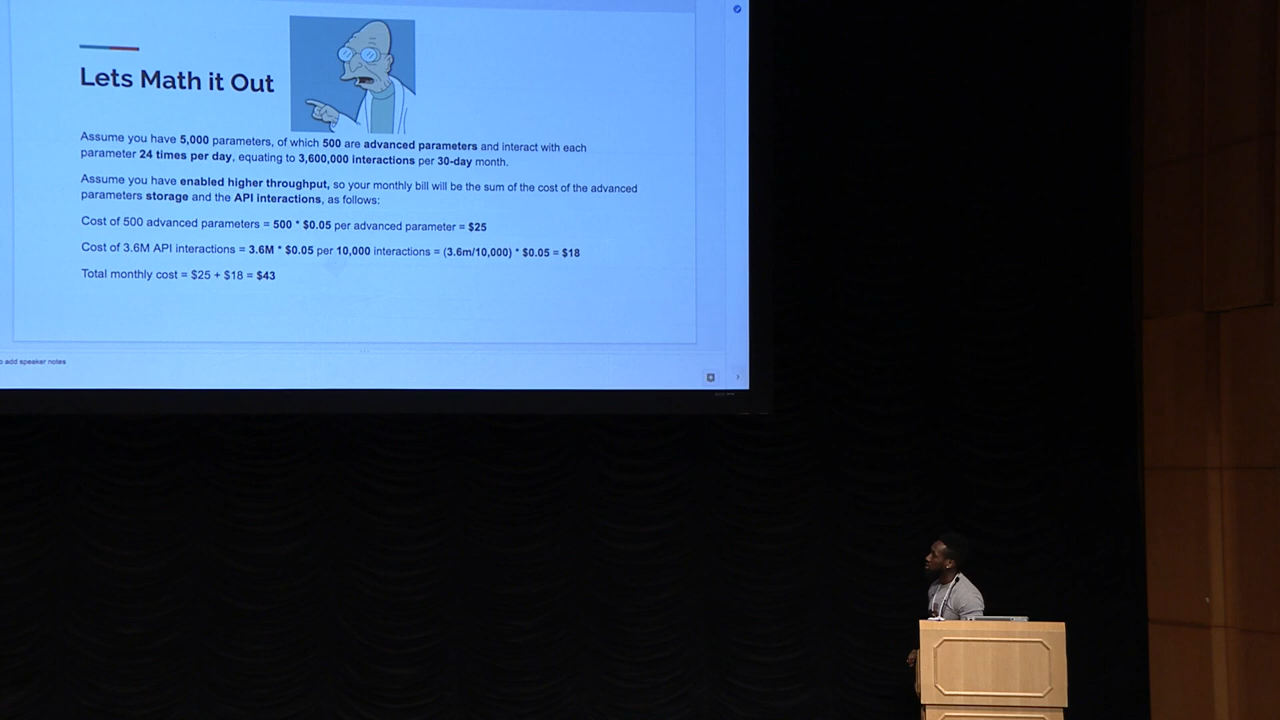 Lets Math it Out
Assume you have 5,000 parameters, of which 500 are advanced parameters and interact with each
parameter 24 times per day, equating to 3,600,000 interactions per 30-day month.
Assume you have enabled higher throughput, so your monthly bill will be the sum of the cost of the advanced
parameters storage and the API interactions, as follows:
Cost of 500 advanced parameters = 500 * $0.05 per advanced parameter = $25
Cost of 3.6M API interactions = 3.6M * $0.05 per 10,000 interactions = (3.6m/10,000) * $0.05 = $18
Total monthly cost = $25 + $18 = $43
add speaker notes